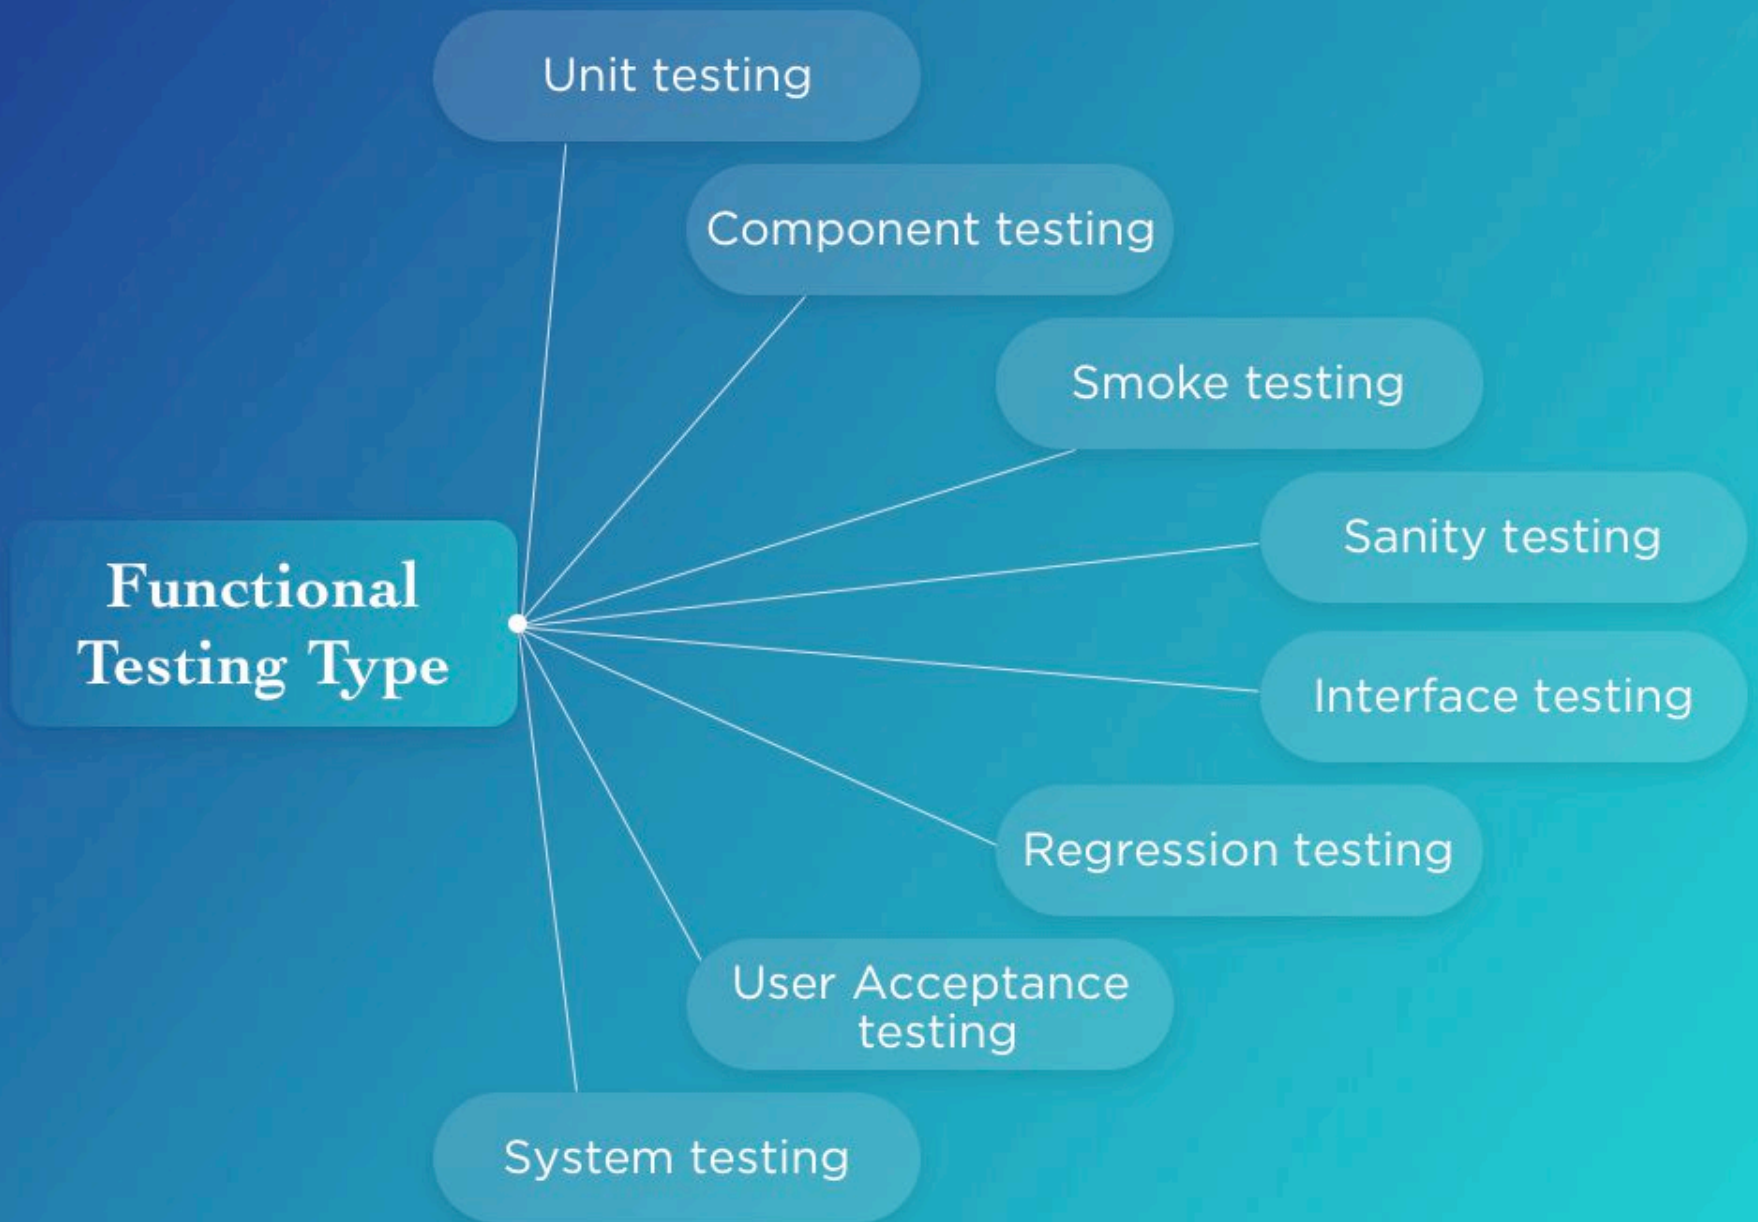 Unit testing
Component testing
Smoke testing
Sanity testing
Functional
Testing Type
Interface testing
Regression testing
User Acceptance
testing
System testing